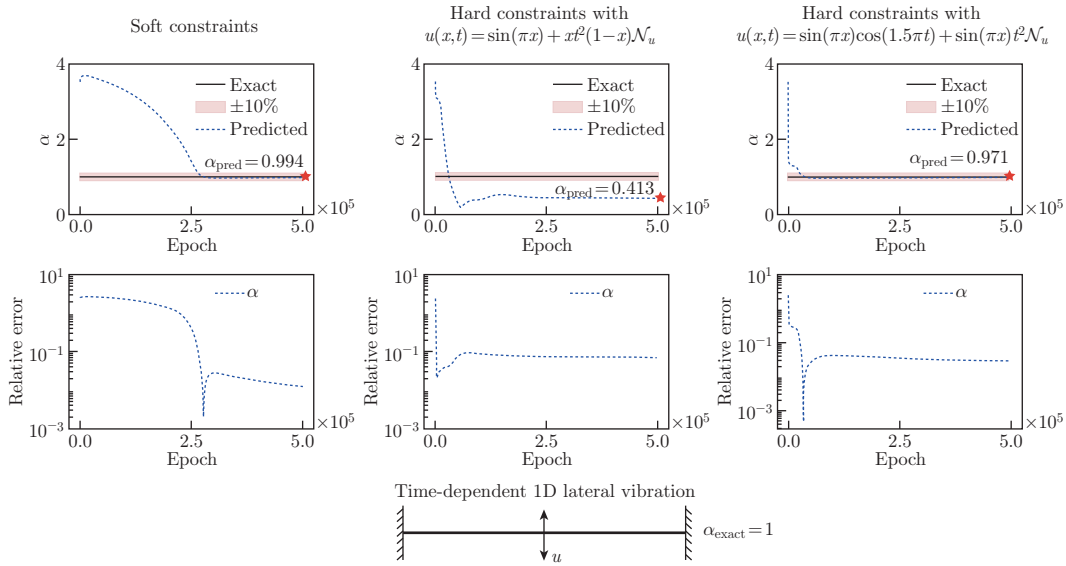 Soft constraints
Hard constraints with
u(x,t)=sin(πx)+xt²(1−x)𝒩ᵤ
Hard constraints with
u(x,t)=sin(πx)cos(1.5πt)+sin(πx)t²𝒩ᵤ
4
2
0
α
Exact
±10%
Predicted
α_pred=0.994
0.0
2.5
5.0
×10⁵
Epoch
4
2
0
α
Exact
±10%
Predicted
α_pred=0.413
0.0
2.5
5.0
×10⁵
Epoch
4
2
0
α
Exact
±10%
Predicted
α_pred=0.971
0.0
2.5
5.0
×10⁵
Epoch
10¹
10⁻¹
10⁻³
Relative error
α
0.0
2.5
5.0
×10⁵
Epoch
10¹
10⁻¹
10⁻³
Relative error
α
0.0
2.5
5.0
×10⁵
Epoch
10¹
10⁻¹
10⁻³
Relative error
α
0.0
2.5
5.0
×10⁵
Epoch
Time-dependent 1D lateral vibration
u
α_exact=1